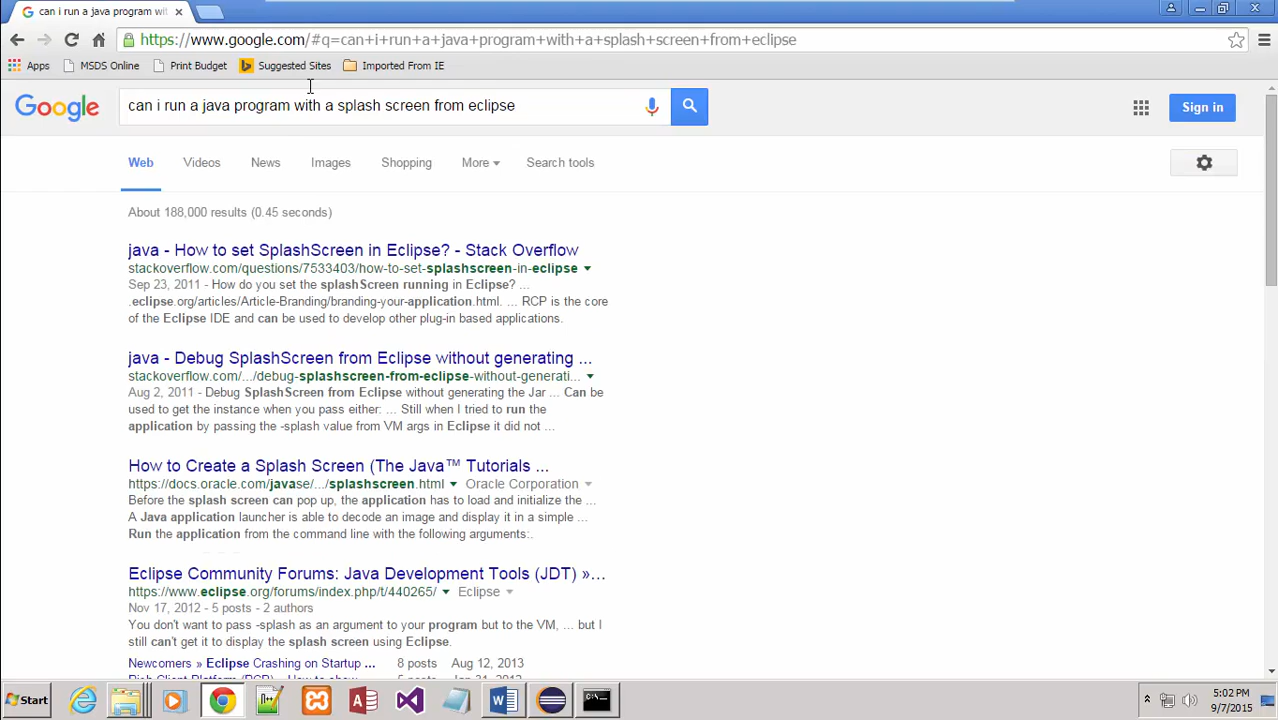 can i run a java program wit
https://www.google.com/#q=can+i+run+a+java+program+with+a+splash+screen+from+eclipse
Apps MSDS Online Print Budget Suggested Sites Imported From IE
Google can i run a java program with a splash screen from eclipse Sign in
Web Videos News Images Shopping More Search tools
About 188,000 results (0.45 seconds)
java - How to set SplashScreen in Eclipse? - Stack Overflow
stackoverflow.com/questions/7533403/how-to-set-splashscreen-in-eclipse
Sep 23, 2011 - How do you set the splashScreen running in Eclipse? ...
.eclipse.org/articles/Article-Branding/branding-your-application.html. ... RCP is the core
of the Eclipse IDE and can be used to develop other plug-in based applications.
java - Debug SplashScreen from Eclipse without generating ...
stackoverflow.com/.../debug-splashscreen-from-eclipse-without-generati...
Aug 2, 2011 - Debug SplashScreen from Eclipse without generating the Jar ... Can be
used to get the instance when you pass either: ... Still when I tried to run the
application by passing the -splash value from VM args in Eclipse it did not ...
How to Create a Splash Screen (The Java™ Tutorials ...
https://docs.oracle.com/javase/.../splashscreen.html Oracle Corporation
Before the splash screen can pop up, the application has to load and initialize the ...
A Java application launcher is able to decode an image and display it in a simple ...
Run the application from the command line with the following arguments:.
Eclipse Community Forums: Java Development Tools (JDT) »...
https://www.eclipse.org/forums/index.php/t/440265/ Eclipse
Nov 17, 2012 - 5 posts - 2 authors
You don't want to pass -splash as an argument to your program but to the VM, ... but I
still can't get it to display the splash screen using Eclipse.
Newcomers » Eclipse Crashing on Startup ... 8 posts Aug 12, 2013
Start 5:02 PM
9/7/2015